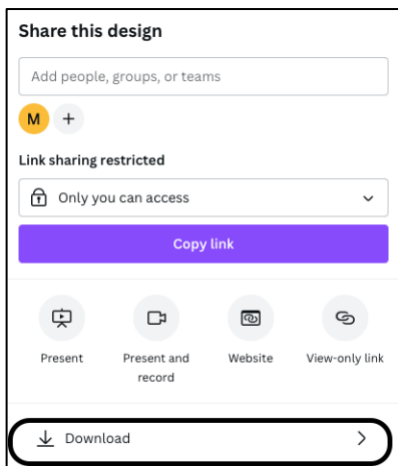 Share this design
Add people, groups, or teams
M +
Link sharing restricted
Only you can access
Copy link
Present
Present and
record
Website
View-only link
Download